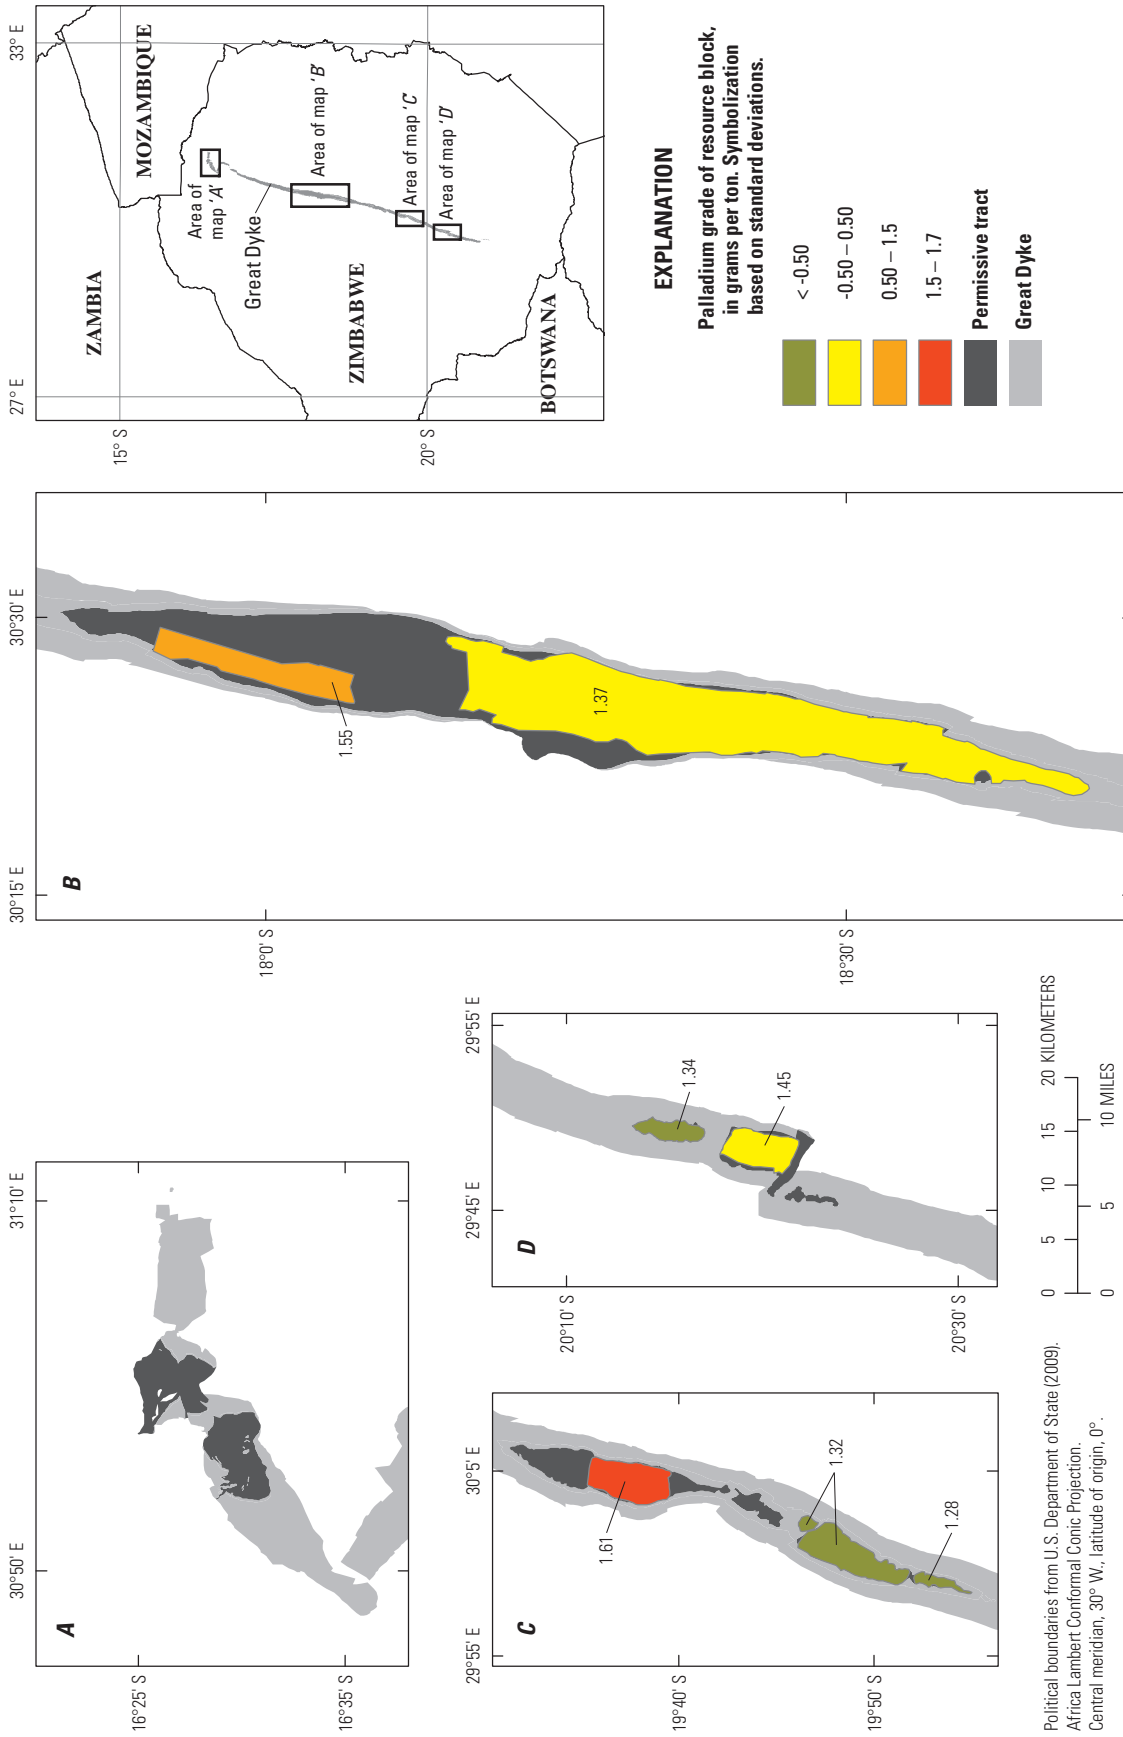 A
30°50' E
31°10' E
16°25' S
16°35' S
B
30°15' E
30°30' E
18°0' S
18°30' S
1.55
1.37
C
29°55' E
30°5' E
19°40' S
19°50' S
1.61
1.32
1.28
D
29°45' E
29°55' E
20°10' S
20°30' S
1.34
1.45
27° E
33° E
15° S
20° S
ZAMBIA
MOZAMBIQUE
ZIMBABWE
BOTSWANA
Area of
map 'A'
Great Dyke
Area of map 'B'
Area of map 'C'
Area of map 'D'
EXPLANATION
Palladium grade of resource block,
in grams per ton. Symbolization
based on standard deviations.
< -0.50
-0.50 – 0.50
0.50 – 1.5
1.5 – 1.7
Permissive tract
Great Dyke
Political boundaries from U.S. Department of State (2009).
Africa Lambert Conformal Conic Projection.
Central meridian, 30° W., latitude of origin, 0°.
0 5 10 15 20 KILOMETERS
0 5 10 MILES